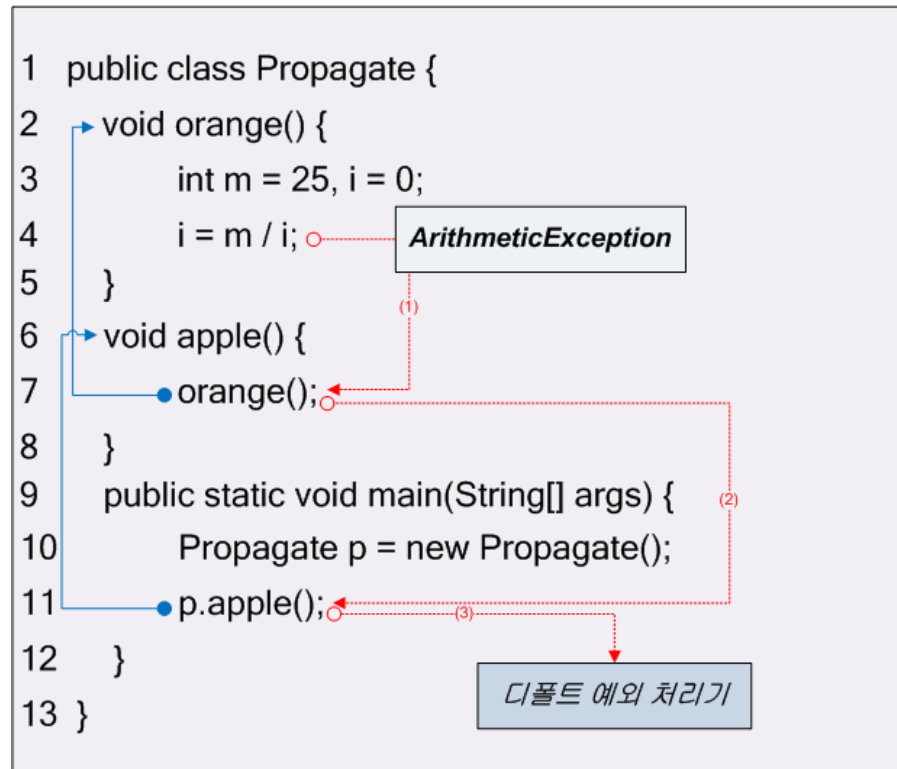 1 public class Propagate {
2 void orange() {
3 int m = 25, i = 0;
4 i = m / i; ArithmeticException
5 }
(1)
6 void apple() {
7 orange();
8 }
9 public static void main(String[] args) {
(2)
10 Propagate p = new Propagate();
11 p.apple();
(3)
12 }
디폴트 예외 처리기
13 }